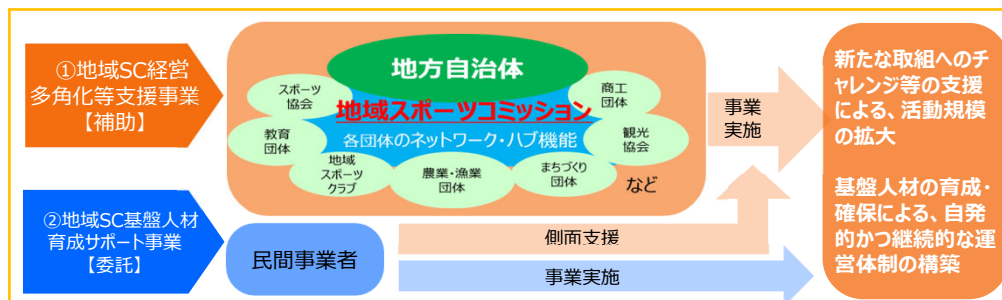 ①地域SC経営
多角化等支援事業
【補助】
地方自治体
スポーツ
協会
商工
団体
地域スポーツコミッション
各団体のネットワーク・ハブ機能
教育
団体
観光
協会
地域
スポーツ
クラブ
農業・漁業
団体
まちづくり
団体
など
事業
実施
新たな取組へのチ
ャレンジ等の支援
による、活動規模
の拡大
基盤人材の育成・
確保による、自発
的かつ継続的な運
営体制の構築
②地域SC基盤人材
育成サポート事業
【委託】
民間事業者
側面支援
事業実施